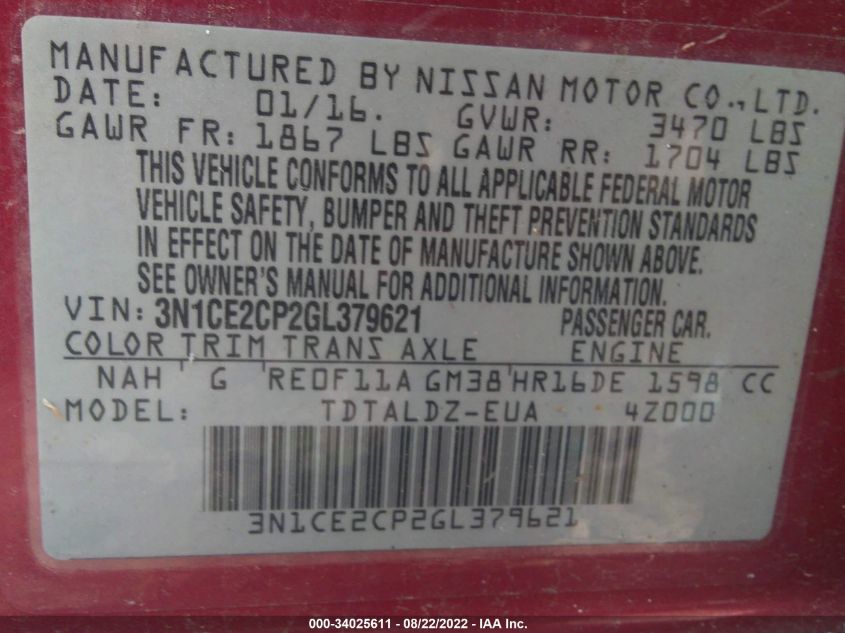 MANUFACTURED BY NISSAN MOTOR CO., LTD.
DATE: 01/16. GVWR: 3470 LBS
GAWR FR: 1867 LBS GAWR RR: 1704 LBS
THIS VEHICLE CONFORMS TO ALL APPLICABLE FEDERAL MOTOR
VEHICLE SAFETY, BUMPER AND THEFT PREVENTION STANDARDS
IN EFFECT ON THE DATE OF MANUFACTURE SHOWN ABOVE.
SEE OWNER'S MANUAL FOR ADDITIONAL INFORMATION.
VIN: 3N1CE2CP2GL379621 PASSENGER CAR.
COLOR TRIM TRANS AXLE ENGINE
NAH G RE0F11A GM38 HR16DE 1598 CC
MODEL: TDTALDZ-EUA 4Z000
3N1CE2CP2GL379621
000-34025611 - 08/22/2022 - IAA Inc.